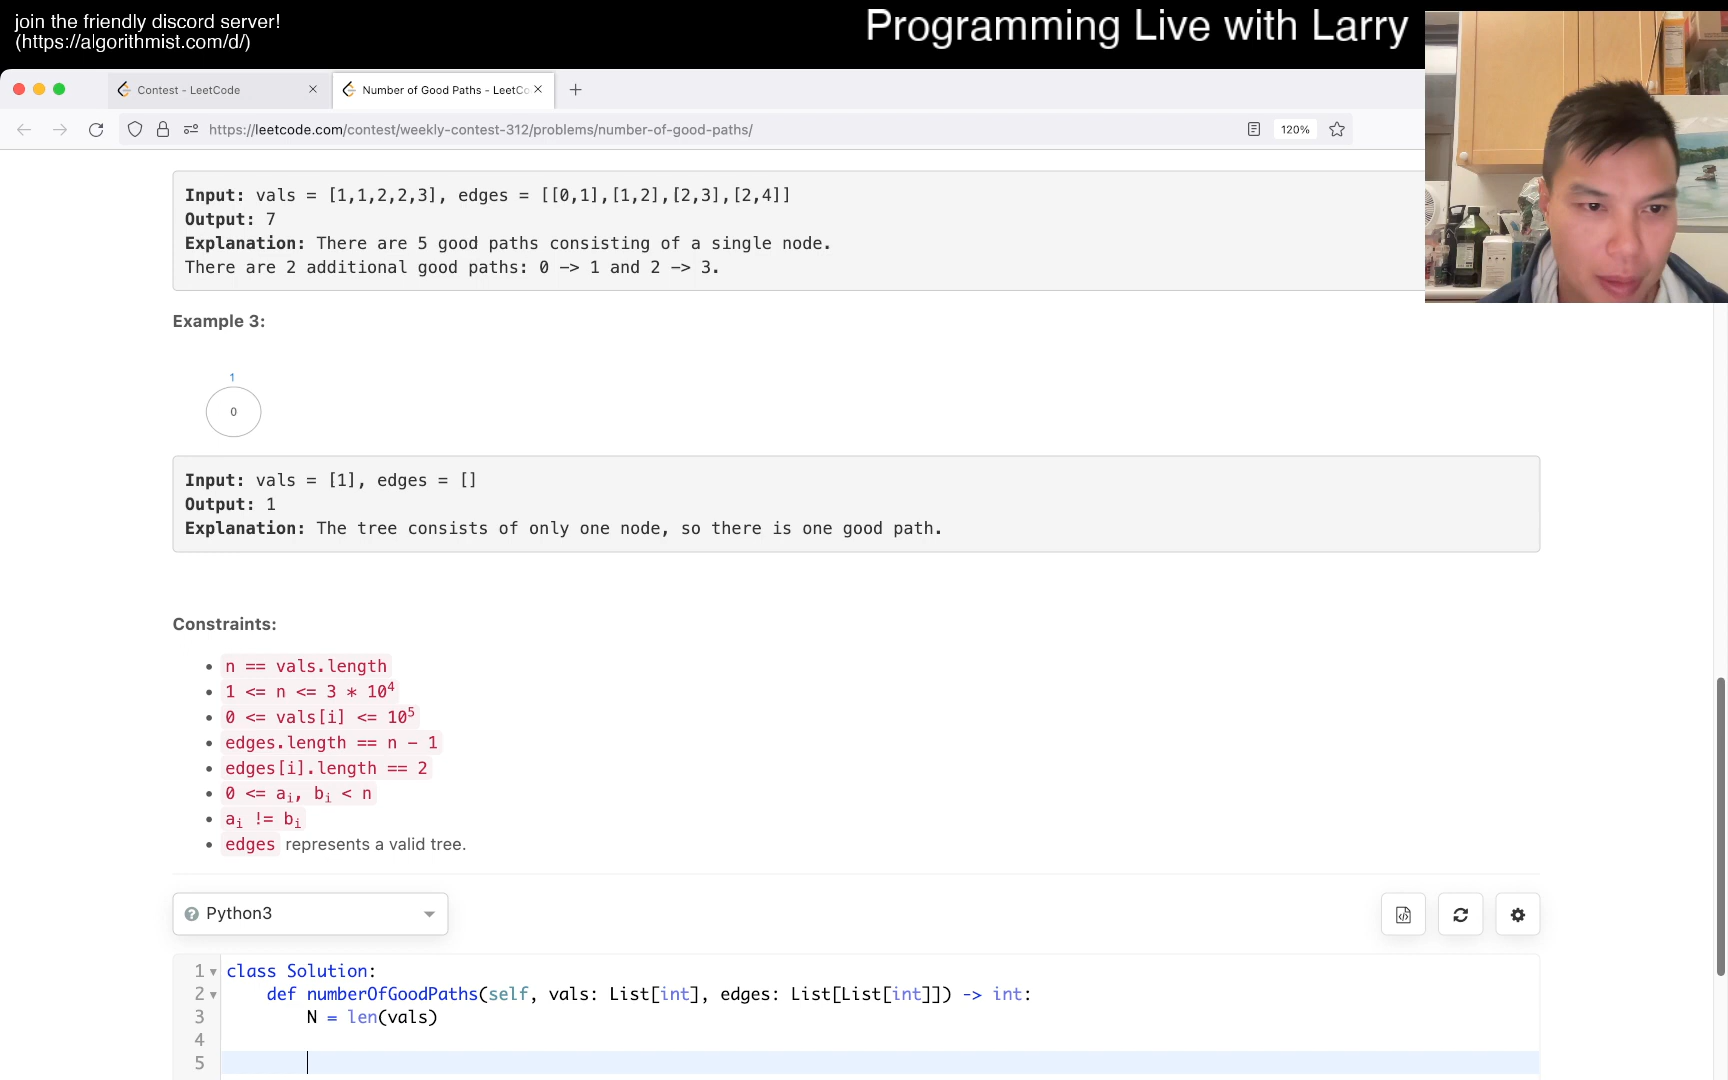 join the friendly discord server!
(https://algorithmist.com/d/)
Programming Live with Larry
Contest - LeetCode
Number of Good Paths - LeetCo
https://leetcode.com/contest/weekly-contest-312/problems/number-of-good-paths/
120%
Input: vals = [1,1,2,2,3], edges = [[0,1],[1,2],[2,3],[2,4]]
Output: 7
Explanation: There are 5 good paths consisting of a single node.
There are 2 additional good paths: 0 -> 1 and 2 -> 3.
Example 3:
1
0
Input: vals = [1], edges = []
Output: 1
Explanation: The tree consists of only one node, so there is one good path.
Constraints:
• n == vals.length
• 1 <= n <= 3 * 10⁴
• 0 <= vals[i] <= 10⁵
• edges.length == n - 1
• edges[i].length == 2
• 0 <= aᵢ, bᵢ < n
• aᵢ != bᵢ
• edges represents a valid tree.
Python3
1 class Solution:
2 def numberOfGoodPaths(self, vals: List[int], edges: List[List[int]]) -> int:
3 N = len(vals)
4
5